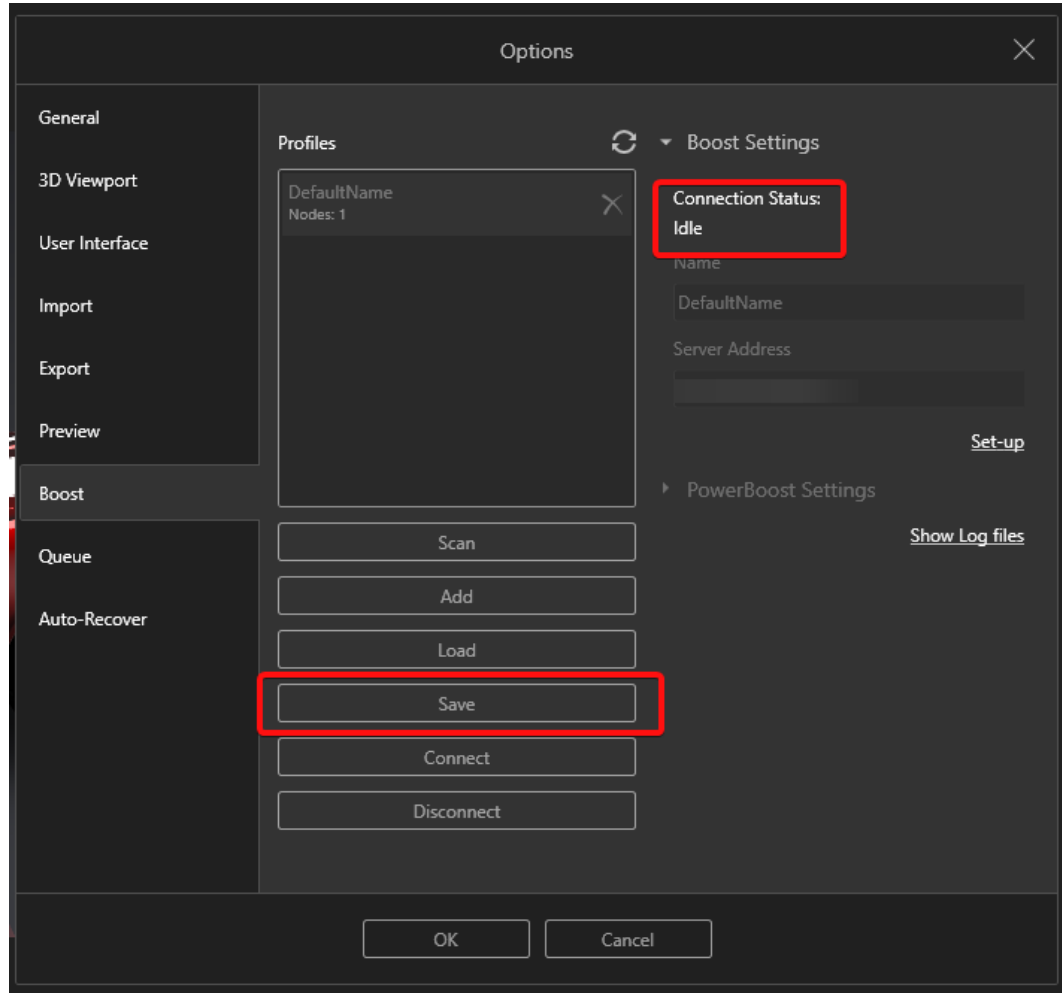 Options
General
3D Viewport
User Interface
Import
Export
Preview
Boost
Queue
Auto-Recover
Profiles
DefaultName
Nodes: 1
Scan
Add
Load
Save
Connect
Disconnect
Boost Settings
Connection Status:
Idle
Name
DefaultName
Server Address
Set-up
PowerBoost Settings
Show Log files
OK
Cancel